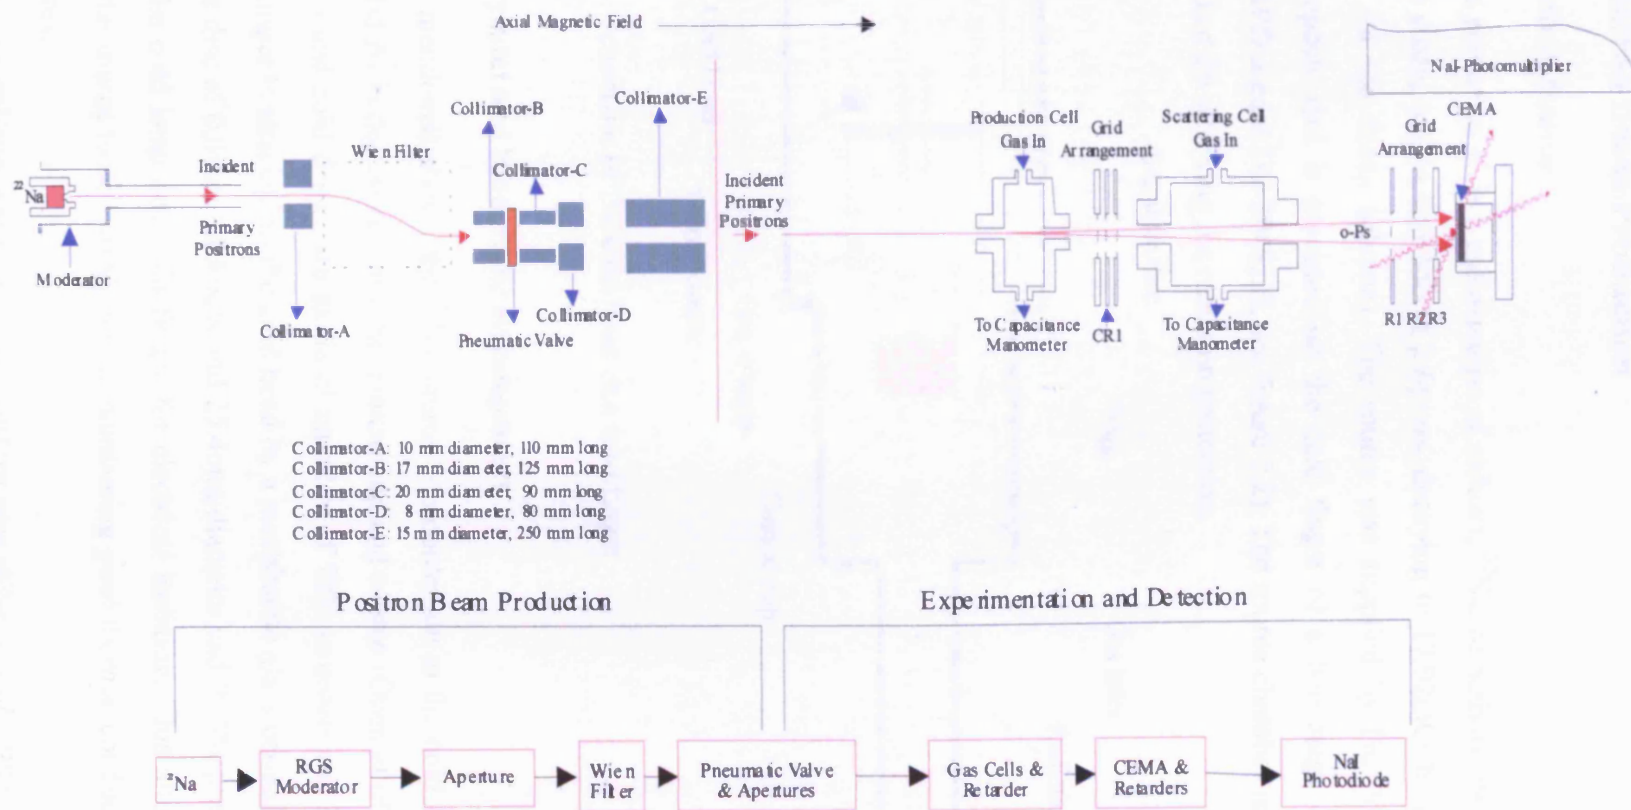 Axial Magnetic Field
Nal-Photomultiplier
CEMA
Collimator-B
Collimator-E
Production Cell
Gas In
Grid
Arrangement
Scattering Cell
Gas In
Grid
Arrangement
Wien Filter
Collimator-C
Incident
Primary
Positrons
22
Na
Moderator
Incident
Primary
Positrons
o-Ps
Collimator-A
Pneumatic Valve
Collimator-D
To Capacitance
Manometer
CR1
To Capacitance
Manometer
R1 R2 R3
Collimator-A: 10 mm diameter, 110 mm long
Collimator-B: 17 mm diameter, 125 mm long
Collimator-C: 20 mm diameter, 90 mm long
Collimator-D: 8 mm diameter, 80 mm long
Collimator-E: 15 mm diameter, 250 mm long
Positron Beam Production
Experimentation and Detection
²Na
RGS
Moderator
Aperture
Wien
Filter
Pneumatic Valve
& Apertures
Gas Cells &
Retarder
CEMA &
Retarders
NaI
Photodiode